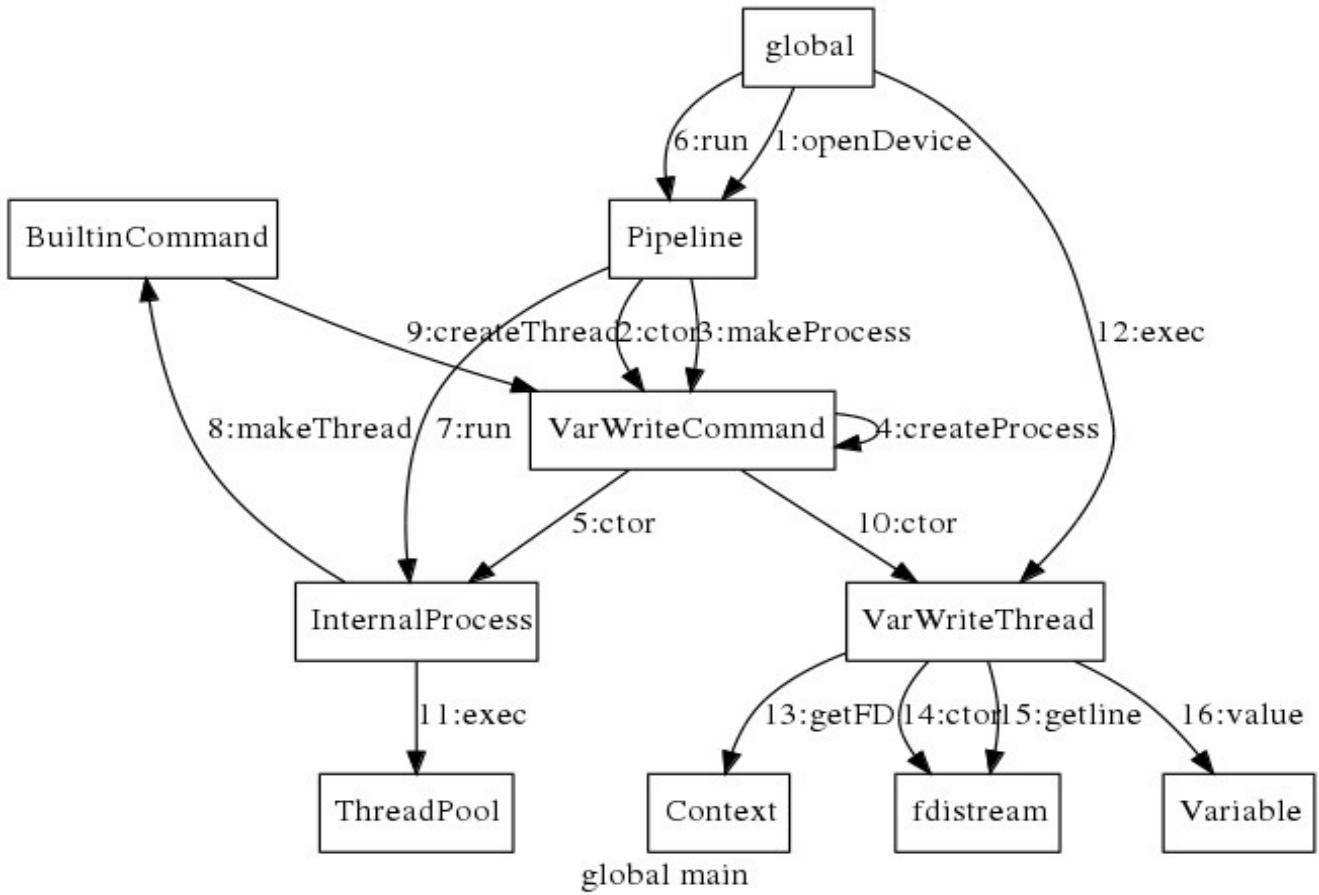 global
6:run
1:openDevice
BuiltinCommand
Pipeline
9:createThread
2:ctor
3:makeProcess
12:exec
8:makeThread
7:run
VarWriteCommand
4:createProcess
5:ctor
10:ctor
InternalProcess
VarWriteThread
11:exec
13:getFD
14:ctor
15:getline
16:value
ThreadPool
Context
fdistream
Variable
global main